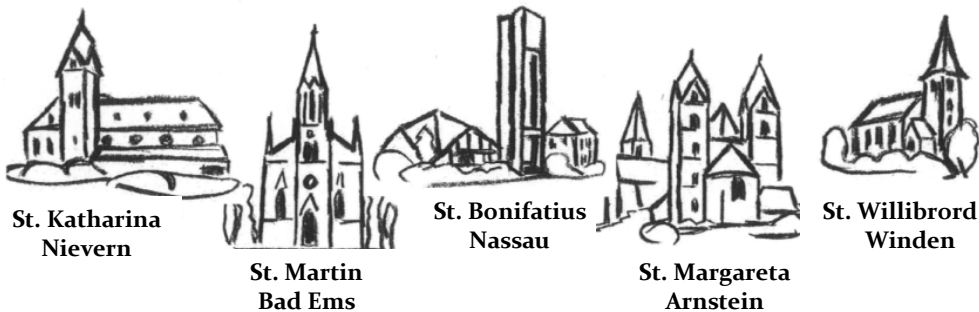 St. Katharina
Nievern
St. Martin
Bad Ems
St. Bonifatius
Nassau
St. Margareta
Arnstein
St. Willibrord
Winden